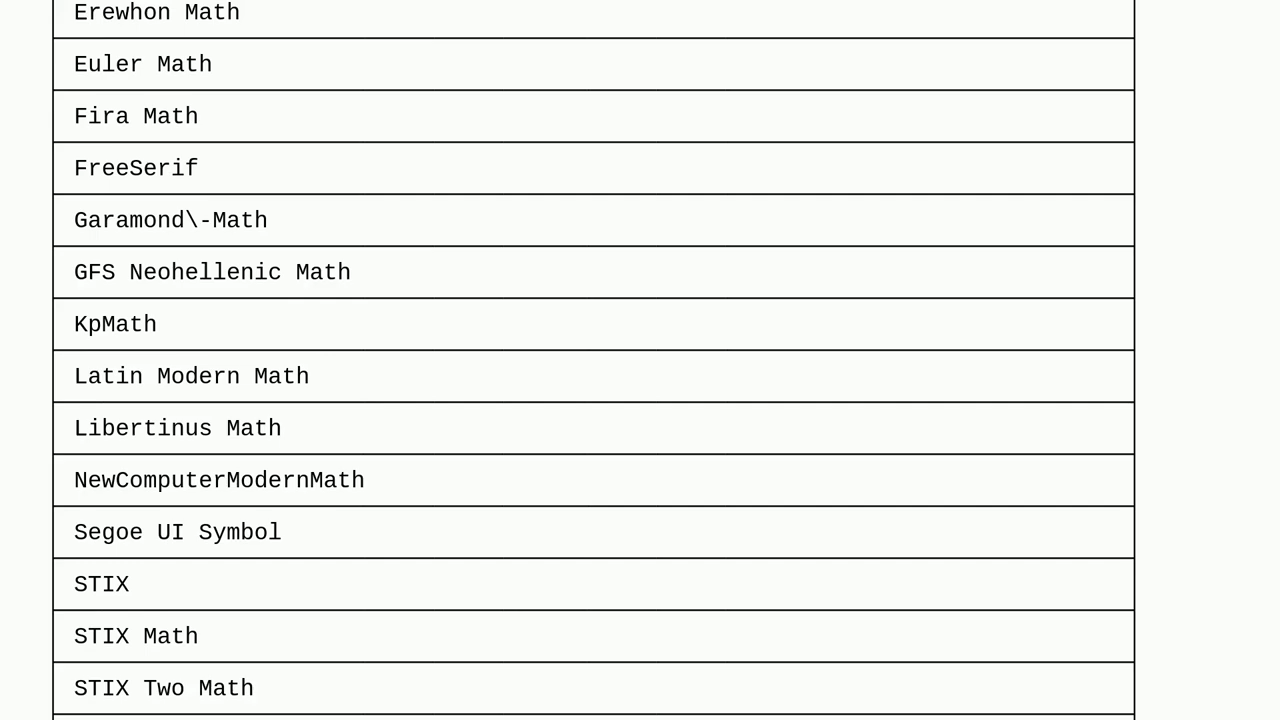 Erewhon Math
Euler Math
Fira Math
FreeSerif
Garamond\-Math
GFS Neohellenic Math
KpMath
Latin Modern Math
Libertinus Math
NewComputerModernMath
Segoe UI Symbol
STIX
STIX Math
STIX Two Math